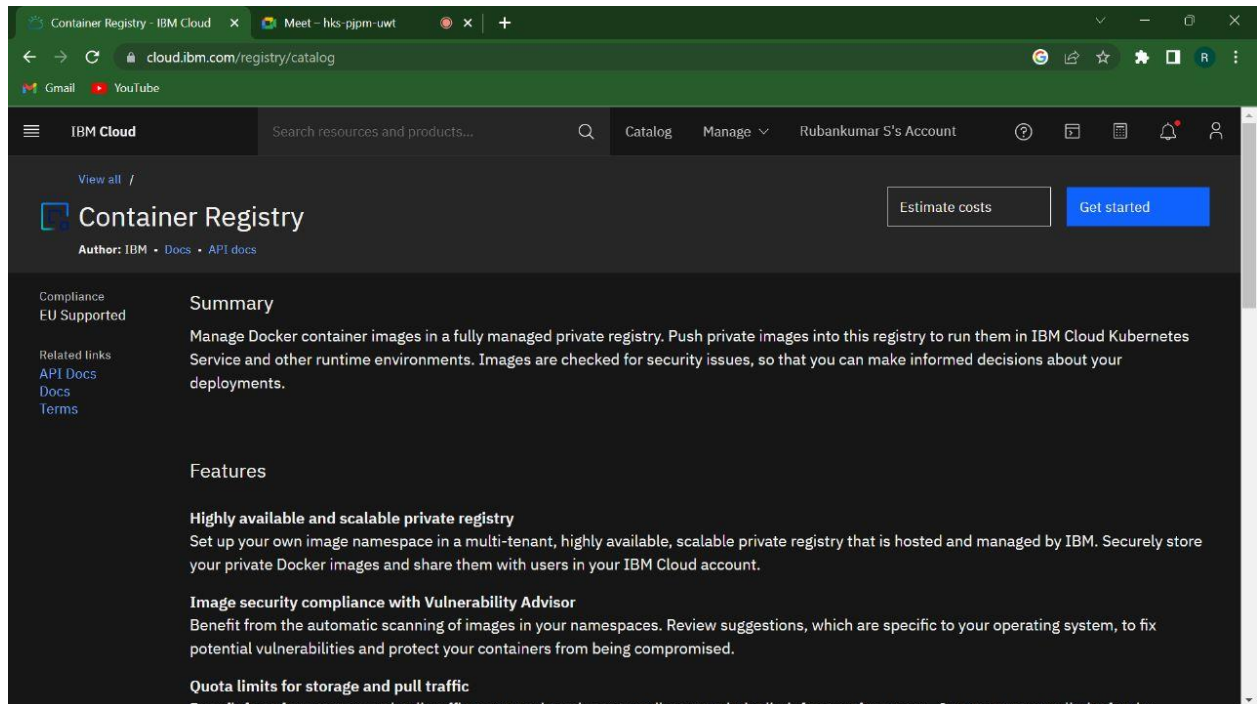 Container Registry - IBM Cloud
Meet – hks-pjpm-uwt
cloud.ibm.com/registry/catalog
R
Gmail
YouTube
IBM Cloud
Search resources and products...
Catalog
Manage
Rubankumar S's Account
View all /
Container Registry
Author: IBM • Docs • API docs
Estimate costs
Get started
Compliance
EU Supported
Related links
API Docs
Docs
Terms
Summary
Manage Docker container images in a fully managed private registry. Push private images into this registry to run them in IBM Cloud Kubernetes
Service and other runtime environments. Images are checked for security issues, so that you can make informed decisions about your
deployments.
Features
Highly available and scalable private registry
Set up your own image namespace in a multi-tenant, highly available, scalable private registry that is hosted and managed by IBM. Securely store
your private Docker images and share them with users in your IBM Cloud account.
Image security compliance with Vulnerability Advisor
Benefit from the automatic scanning of images in your namespaces. Review suggestions, which are specific to your operating system, to fix
potential vulnerabilities and protect your containers from being compromised.
Quota limits for storage and pull traffic